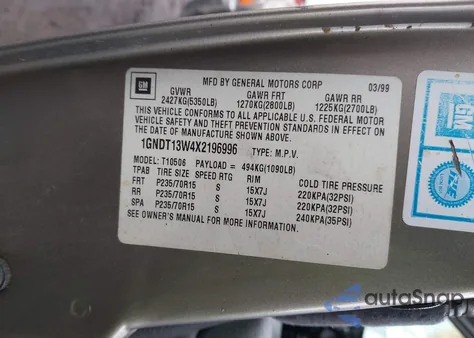 GM
MFD BY GENERAL MOTORS CORP 03/99
GVWR GAWR FRT GAWR RR
2427KG(5350LB) 1270KG(2800LB) 1225KG(2700LB)
THIS VEHICLE CONFORMS TO ALL APPLICABLE U.S. FEDERAL MOTOR
VEHICLE SAFETY AND THEFT PREVENTION STANDARDS IN EFFECT ON
THE DATE OF MANUFACTURE SHOWN ABOVE.
1GNDT13W4X2196996 TYPE: M.P.V.
MODEL: T10506 PAYLOAD = 494KG(1090LB)
TPAB TIRE SIZE SPEED RTG RIM COLD TIRE PRESSURE
FRT P235/70R15 S 15X7J 220KPA(32PSI)
RR P235/70R15 S 15X7J 220KPA(32PSI)
SPA P235/70R15 S 15X7J 240KPA(35PSI)
SEE OWNER'S MANUAL FOR MORE INFORMATION.
GM
autoSnap